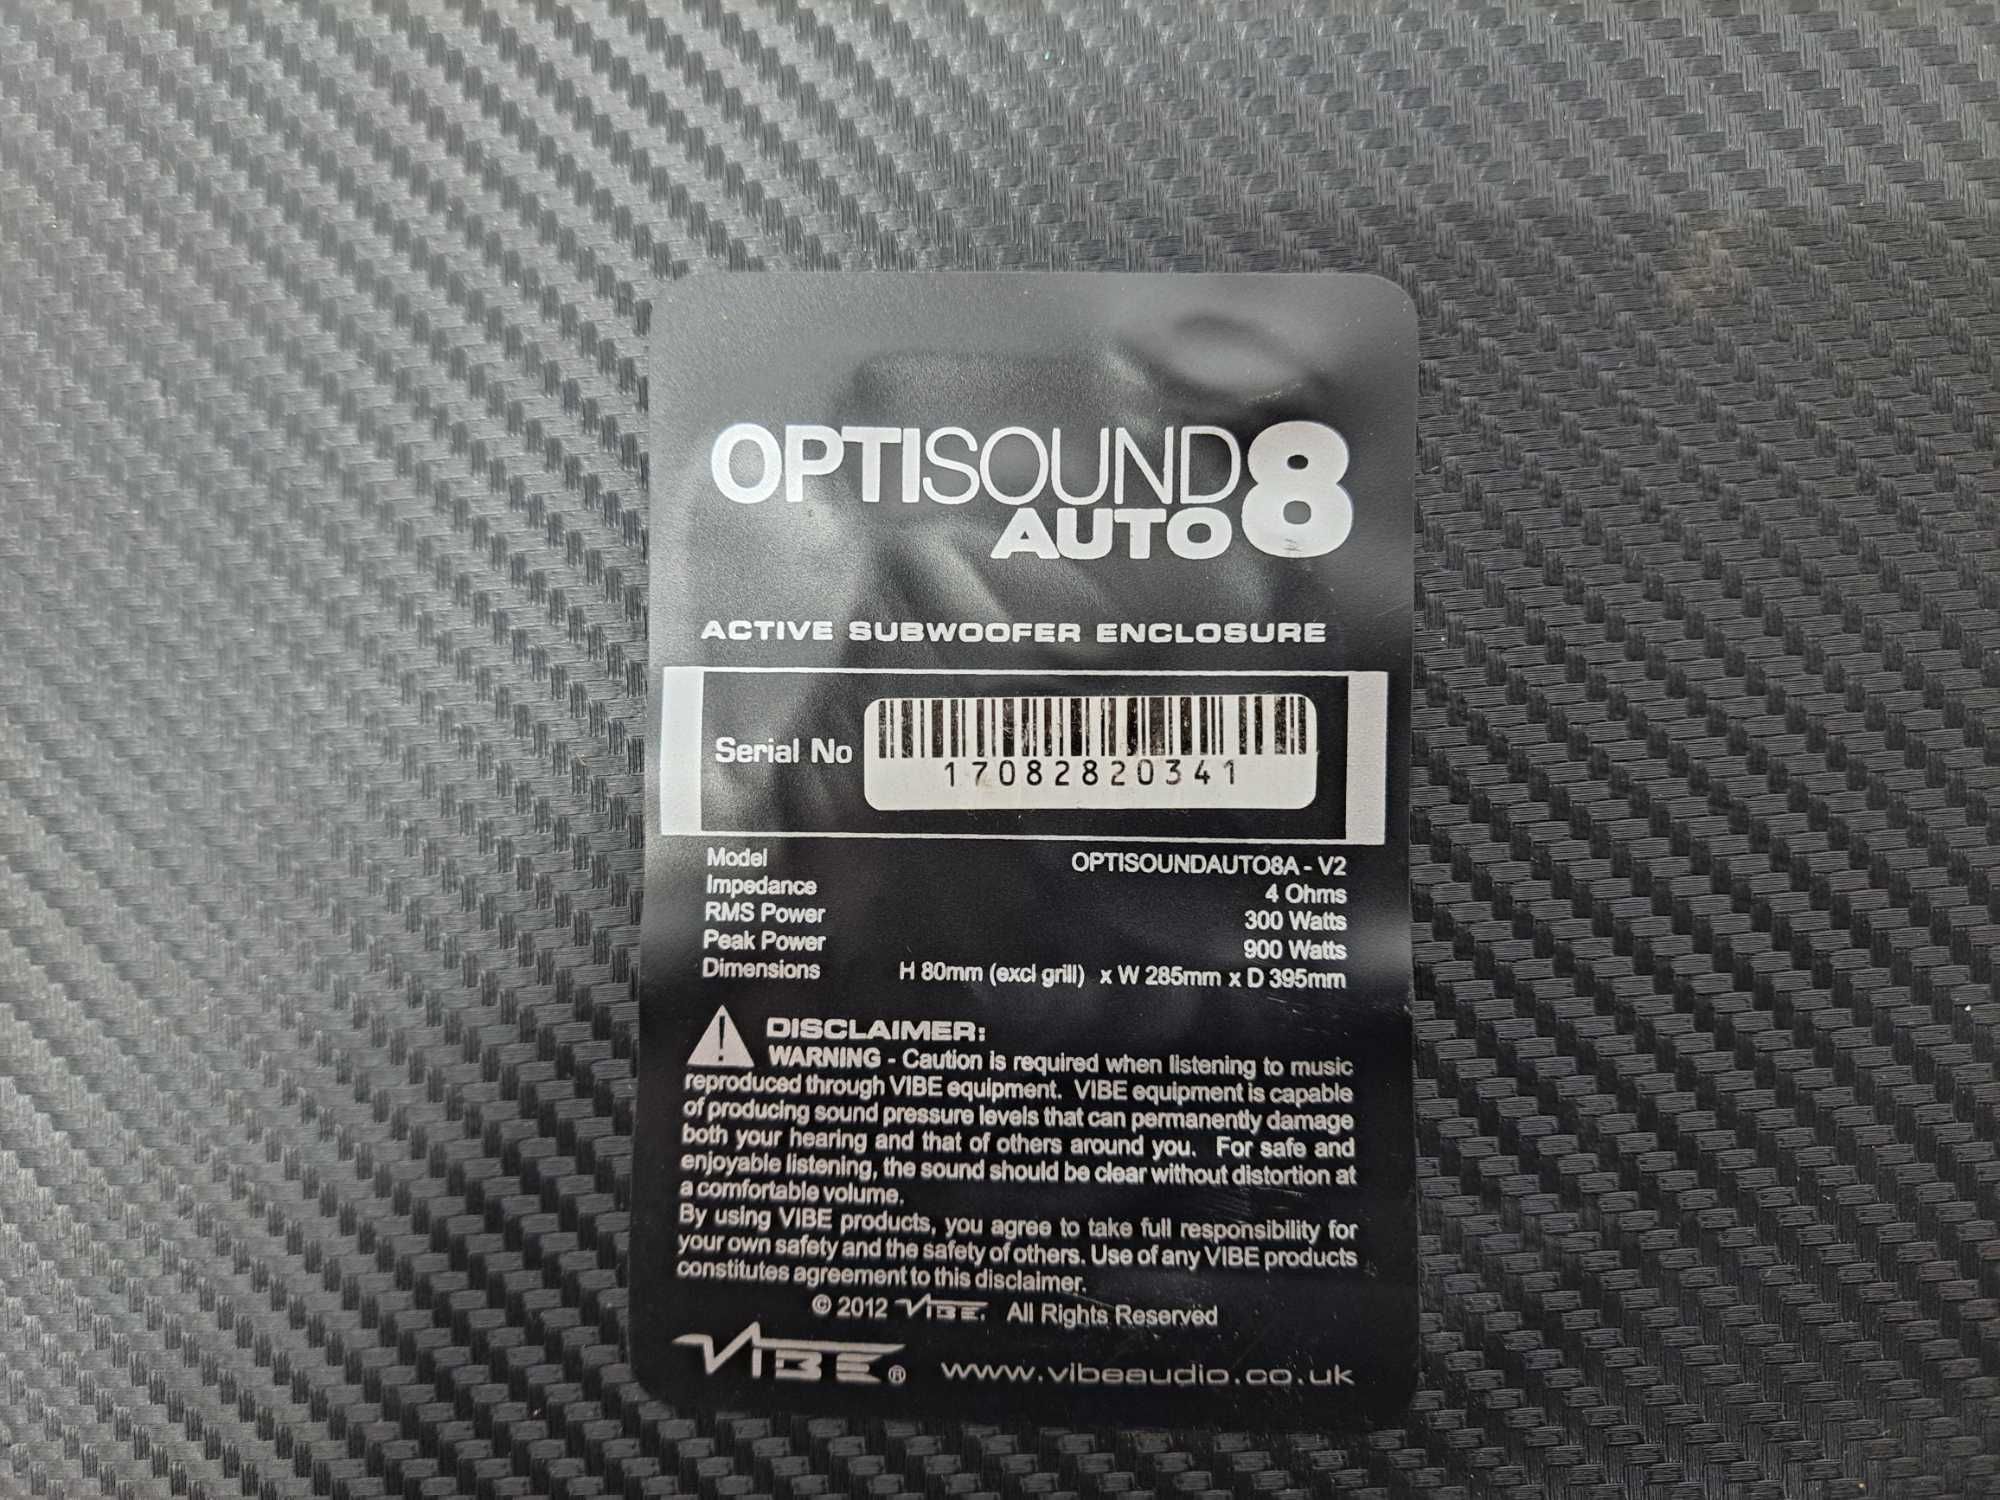 OPTISOUND8
AUTO
ACTIVE SUBWOOFER ENCLOSURE
Serial No
17082820341
Model OPTISOUNDAUTO8A - V2
Impedance 4 Ohms
RMS Power 300 Watts
Peak Power 900 Watts
Dimensions H 80mm (excl grill) x W 285mm x D 395mm
DISCLAIMER:
WARNING - Caution is required when listening to music
reproduced through VIBE equipment. VIBE equipment is capable
of producing sound pressure levels that can permanently damage
both your hearing and that of others around you. For safe and
enjoyable listening, the sound should be clear without distortion at
a comfortable volume.
By using VIBE products, you agree to take full responsibility for
your own safety and the safety of others. Use of any VIBE products
constitutes agreement to this disclaimer.
© 2012 VIBE. All Rights Reserved
VIBE® www.vibeaudio.co.uk